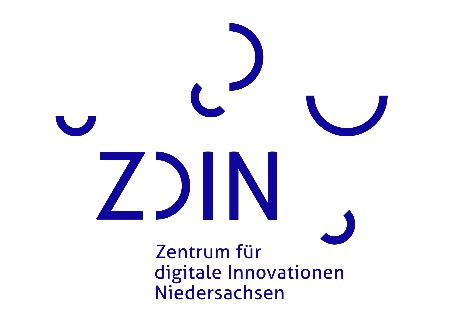 ZDIN
Zentrum für
digitale Innovationen
Niedersachsen